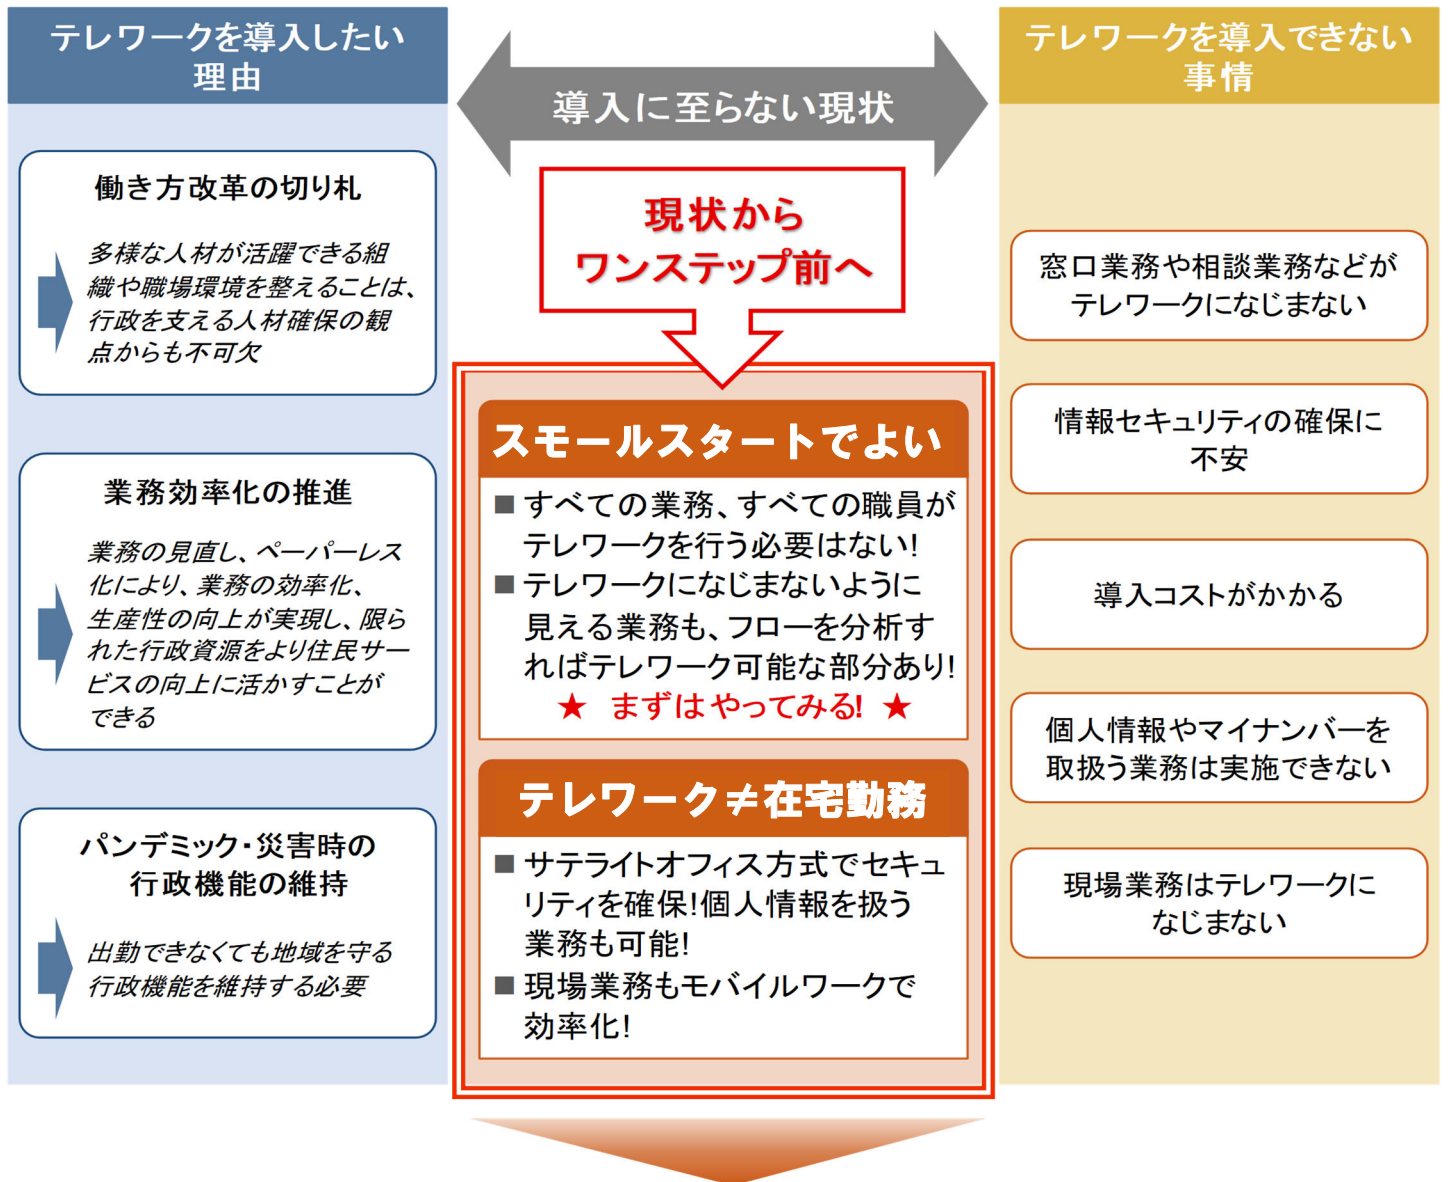 テレワークを導入したい
理由
働き方改革の切り札
多様な人材が活躍できる組
織や職場環境を整えることは、
行政を支える人材確保の観
点からも不可欠
業務効率化の推進
業務の見直し、ペーパーレス
化により、業務の効率化、
生産性の向上が実現し、限ら
れた行政資源をより住民サー
ビスの向上に活かすことが
できる
パンデミック・災害時の
行政機能の維持
出勤できなくても地域を守る
行政機能を維持する必要
導入に至らない現状
現状から
ワンステップ前へ
スモールスタートでよい
■ すべての業務、すべての職員が
テレワークを行う必要はない!
■ テレワークになじまないように
見える業務も、フローを分析す
ればテレワーク可能な部分あり!
★ まずはやってみる! ★
テレワーク≠在宅勤務
■ サテライトオフィス方式でセキュ
リティを確保!個人情報を扱う
業務も可能!
■ 現場業務もモバイルワークで
効率化!
テレワークを導入できない
事情
窓口業務や相談業務などが
テレワークになじまない
情報セキュリティの確保に
不安
導入コストがかかる
個人情報やマイナンバーを
取扱う業務は実施できない
現場業務はテレワークに
なじまない